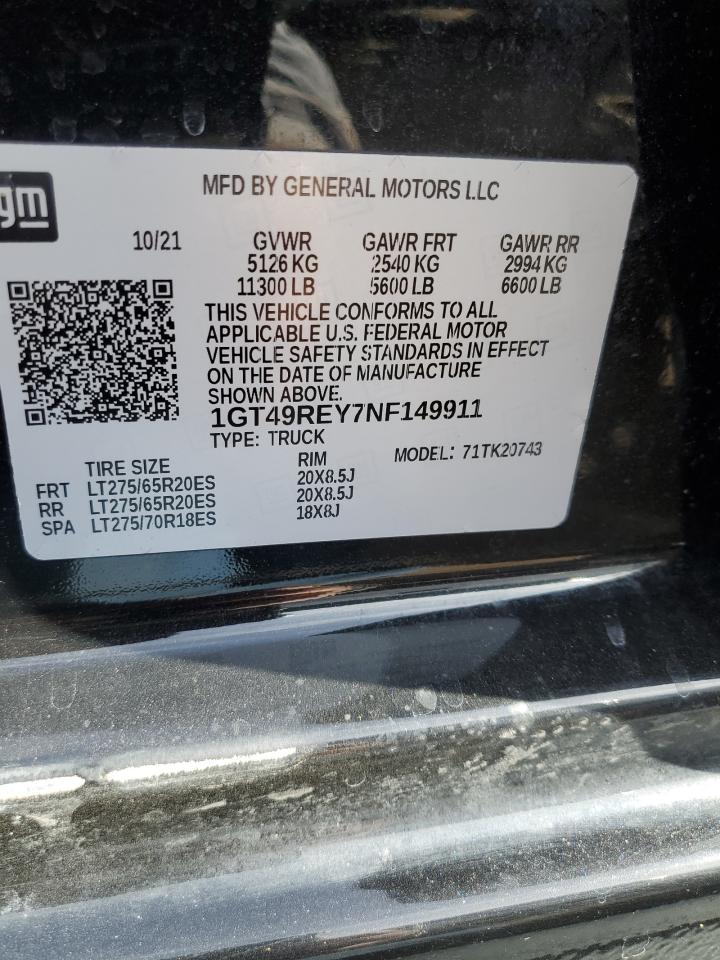 gm
MFD BY GENERAL MOTORS LLC
10/21 GVWR GAWR FRT GAWR RR
5126 KG 2540 KG 2994 KG
11300 LB 5600 LB 6600 LB
THIS VEHICLE CONFORMS TO ALL
APPLICABLE U.S. FEDERAL MOTOR
VEHICLE SAFETY STANDARDS IN EFFECT
ON THE DATE OF MANUFACTURE
SHOWN ABOVE.
1GT49REY7NF149911
TYPE: TRUCK MODEL: 71TK20743
TIRE SIZE RIM
FRT LT275/65R20ES 20X8.5J
RR LT275/65R20ES 20X8.5J
SPA LT275/70R18ES 18X8J